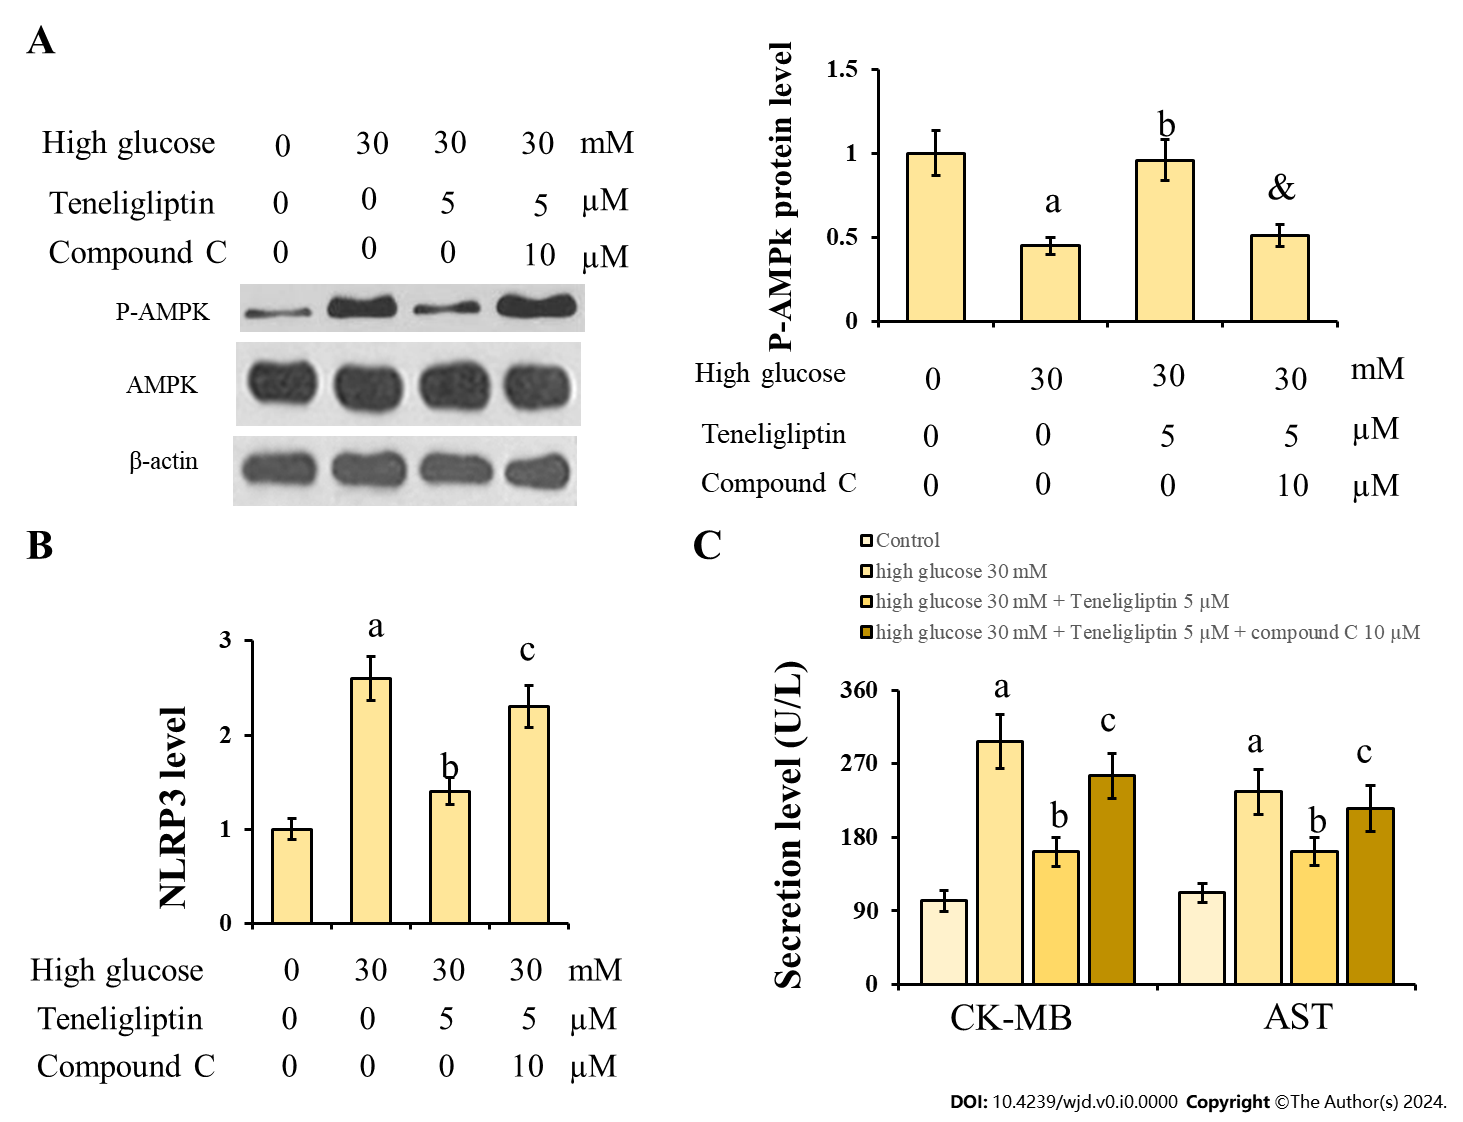 A
High glucose 0 30 30 30 mM
Teneligliptin 0 0 5 5 µM
Compound C 0 0 0 10 µM
P-AMPK
AMPK
β-actin
P-AMPk protein level
1.5
1
0.5
0
a
b
&
High glucose 0 30 30 30 mM
Teneligliptin 0 0 5 5 µM
Compound C 0 0 0 10 µM
B
NLRP3 level
3
2
1
0
a
b
c
High glucose 0 30 30 30 mM
Teneligliptin 0 0 5 5 µM
Compound C 0 0 0 10 µM
C
Control
high glucose 30 mM
high glucose 30 mM + Teneligliptin 5 µM
high glucose 30 mM + Teneligliptin 5 µM + compound C 10 µM
Secretion level (U/L)
360
270
180
90
0
a
b
c
a
b
c
CK-MB AST
DOI: 10.4239/wjd.v0.i0.0000 Copyright ©The Author(s) 2024.